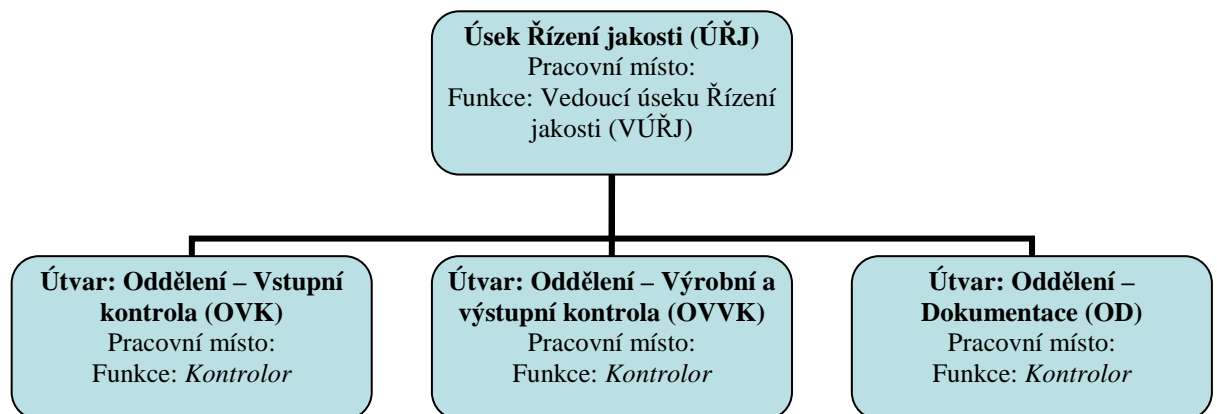 Úsek Řízení jakosti (ÚŘJ)
Pracovní místo:
Funkce: Vedoucí úseku Řízení
jakosti (VÚŘJ)
Útvar: Oddělení – Vstupní
kontrola (OVK)
Pracovní místo:
Funkce: Kontrolor
Útvar: Oddělení – Výrobní a
výstupní kontrola (OVVK)
Pracovní místo:
Funkce: Kontrolor
Útvar: Oddělení –
Dokumentace (OD)
Pracovní místo:
Funkce: Kontrolor